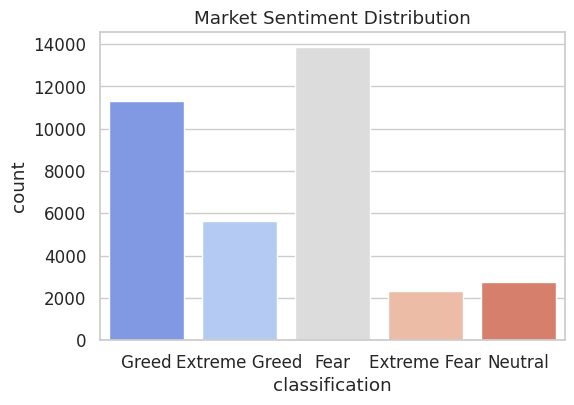 Market Sentiment Distribution
14000
12000
10000
8000
6000
4000
2000
0
count
Greed Extreme Greed Fear Extreme Fear Neutral
classification